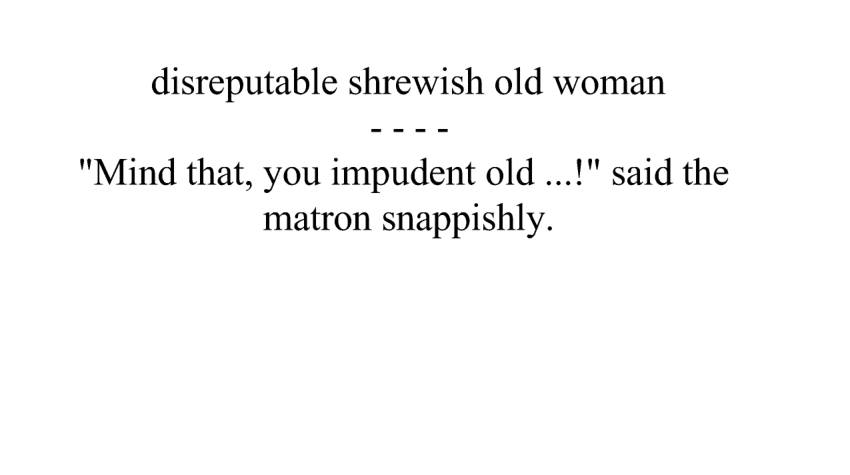 disreputable shrewish old woman
- - - -
"Mind that, you impudent old ...!" said the
matron snappishly.